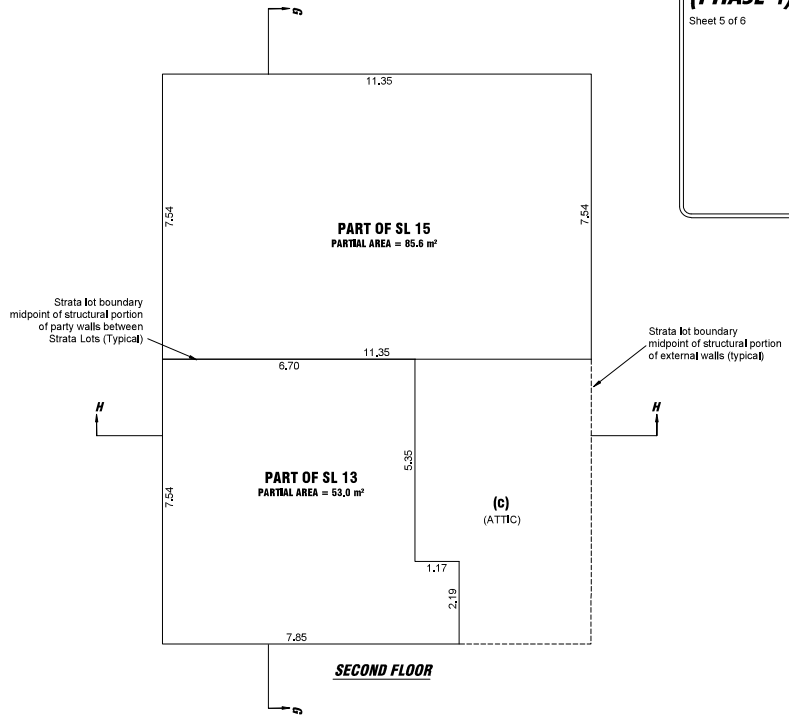 (PHASE 4)
Sheet 5 of 6
G
11.35
7.54
7.54
PART OF SL 15
PARTIAL AREA = 85.6 m²
Strata lot boundary
midpoint of structural portion
of party walls between
Strata Lots (Typical)
11.35
6.70
Strata lot boundary
midpoint of structural portion
of external walls (typical)
H
H
5.35
PART OF SL 13
PARTIAL AREA = 53.0 m²
7.54
(c)
(ATTIC)
1.17
2.19
7.85
SECOND FLOOR
G